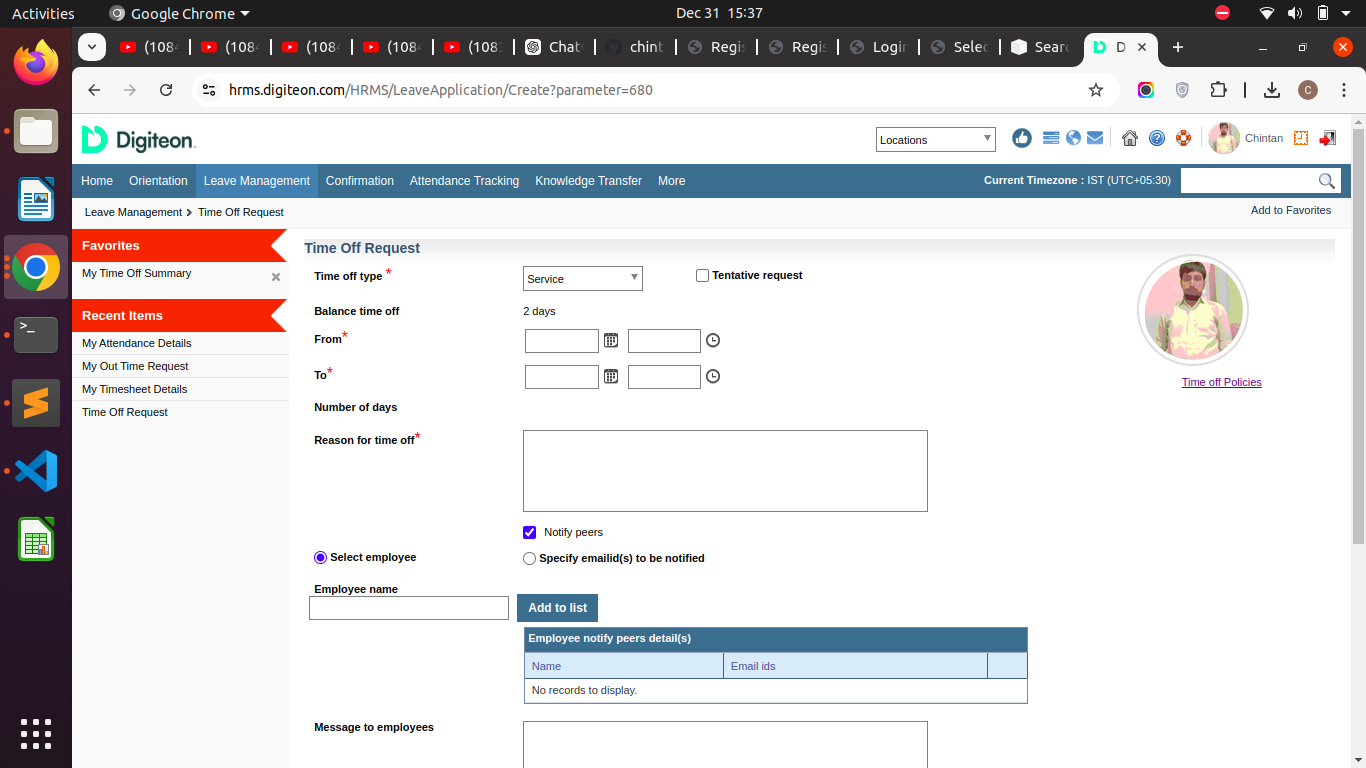 Activities Google Chrome Dec 31 15:37
(108 (108 (108 (108 (108 Chat chint Regis Regis Login Selec Sear D
hrms.digiteon.com/HRMS/LeaveApplication/Create?parameter=680 C
Digiteon. Locations Chintan
Home Orientation Leave Management Confirmation Attendance Tracking Knowledge Transfer More Current Timezone : IST (UTC+05:30)
Leave Management Time Off Request Add to Favorites
Favorites
My Time Off Summary
Recent Items
My Attendance Details
My Out Time Request
My Timesheet Details
Time Off Request
Time Off Request
Time off type * Service Tentative request
Balance time off 2 days
From*
To*
Time off Policies
Number of days
Reason for time off*
Notify peers
Select employee Specify emailid(s) to be notified
Employee name
Add to list
Employee notify peers detail(s)
Name Email ids
No records to display.
Message to employees